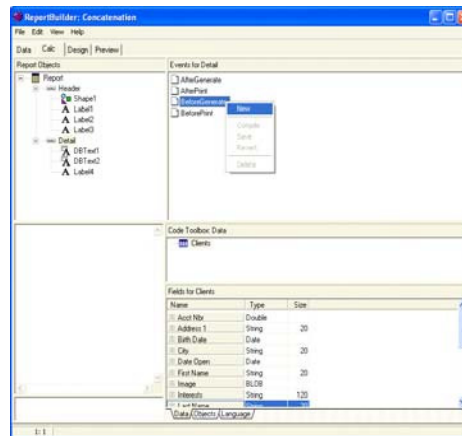 ReportBuilder: Concatenation
File Edit View Help
Data Calc Design Preview
Report Objects
Report
Header
Shape1
Label1
Label2
Label3
Detail
DBText1
DBText2
Label4
Events for Detail
AfterGenerate
AfterPrint
BeforeGenerate
BeforePrint
New
Compile
Save
Revert
Delete
Code Toolbox: Data
Clients
Fields for Clients
Name Type Size
Acct Nbr Double
Address 1 String 20
Birth Date Date
City String 20
Date Open Date
First Name String 20
Image BLOB
Interests String 120
Last Name String 20
Data Objects Language
1: 1